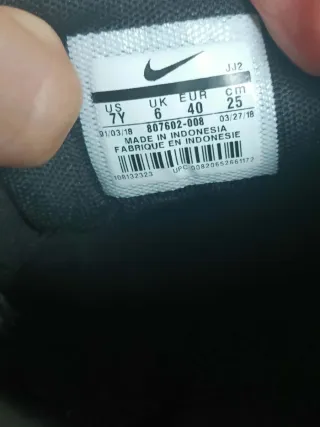 JJ2
US UK EUR cm
7Y 6 40 25
01/03/18 807602-008 03/27/18
MADE IN INDONESIA
FABRIQUE EN INDONESIE
UPC